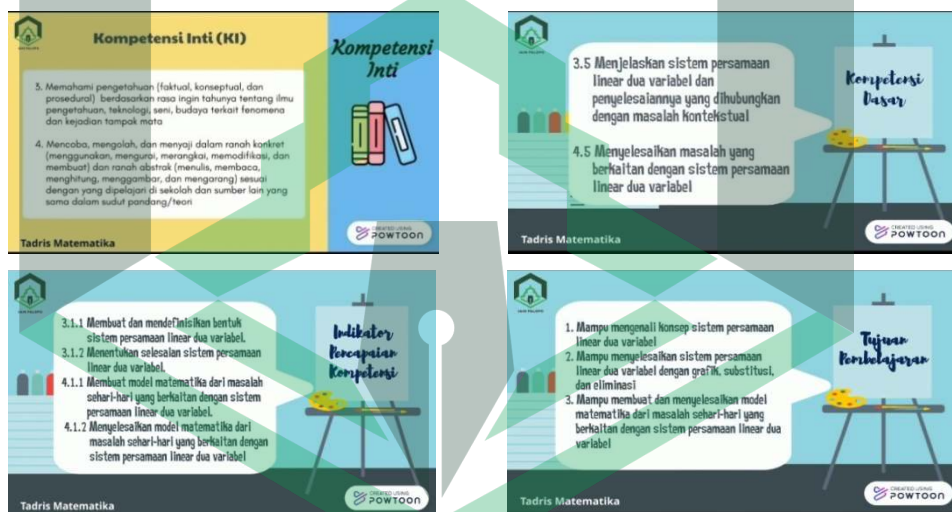 Kompetensi Inti (KI)
Kompetensi
Inti
3. Memahami pengetahuan (faktual, konseptual, dan
prosedural) berdasarkan rasa ingin tahunya tentang ilmu
pengetahuan, teknologi, seni, budaya terkait fenomena
dan kejadian tampak mata
4. Mencoba, mengolah, dan menyaji dalam ranah konkret
(menggunakan, mengurai, merangkai, memodifikasi, dan
membuat) dan ranah abstrak (menulis, membaca,
menghitung, menggambar, dan mengarang) sesuai
dengan yang dipelajari di sekolah dan sumber lain yang
sama dalam sudut pandang/teori
Tadris Matematika
CREATED USING
POWTOON
3.5 Menjelaskan sistem persamaan
linear dua variabel dan
penyelesaiannya yang dihubungkan
dengan masalah kontekstual
4.5 Menyelesaikan masalah yang
berkaitan dengan sistem persamaan
linear dua variabel
Kompetensi
Dasar
Tadris Matematika
CREATED USING
POWTOON
3.1.1 Membuat dan mendefinisikan bentuk
sistem persamaan linear dua variabel.
3.1.2 Menentukan selesaian sistem persamaan
linear dua variabel.
4.1.1 Membuat model matematika dari masalah
sehari-hari yang berkaitan dengan sistem
persamaan linear dua variabel.
4.1.2 Menyelesaikan model matematika dari
masalah sehari-hari yang berkaitan dengan
sistem persamaan linear dua variabel
Indikator
Pencapaian
Kompetensi
Tadris Matematika
CREATED USING
POWTOON
1. Mampu mengenali konsep sistem persamaan
linear dua variabel
2. Mampu menyelesaikan sistem persamaan
linear dua variabel dengan grafik, substitusi,
dan eliminasi
3. Mampu membuat dan menyelesaikan model
matematika dari masalah sehari-hari yang
berkaitan dengan sistem persamaan linear dua
variabel
Tujuan
Pembelajaran
Tadris Matematika
CREATED USING
POWTOON